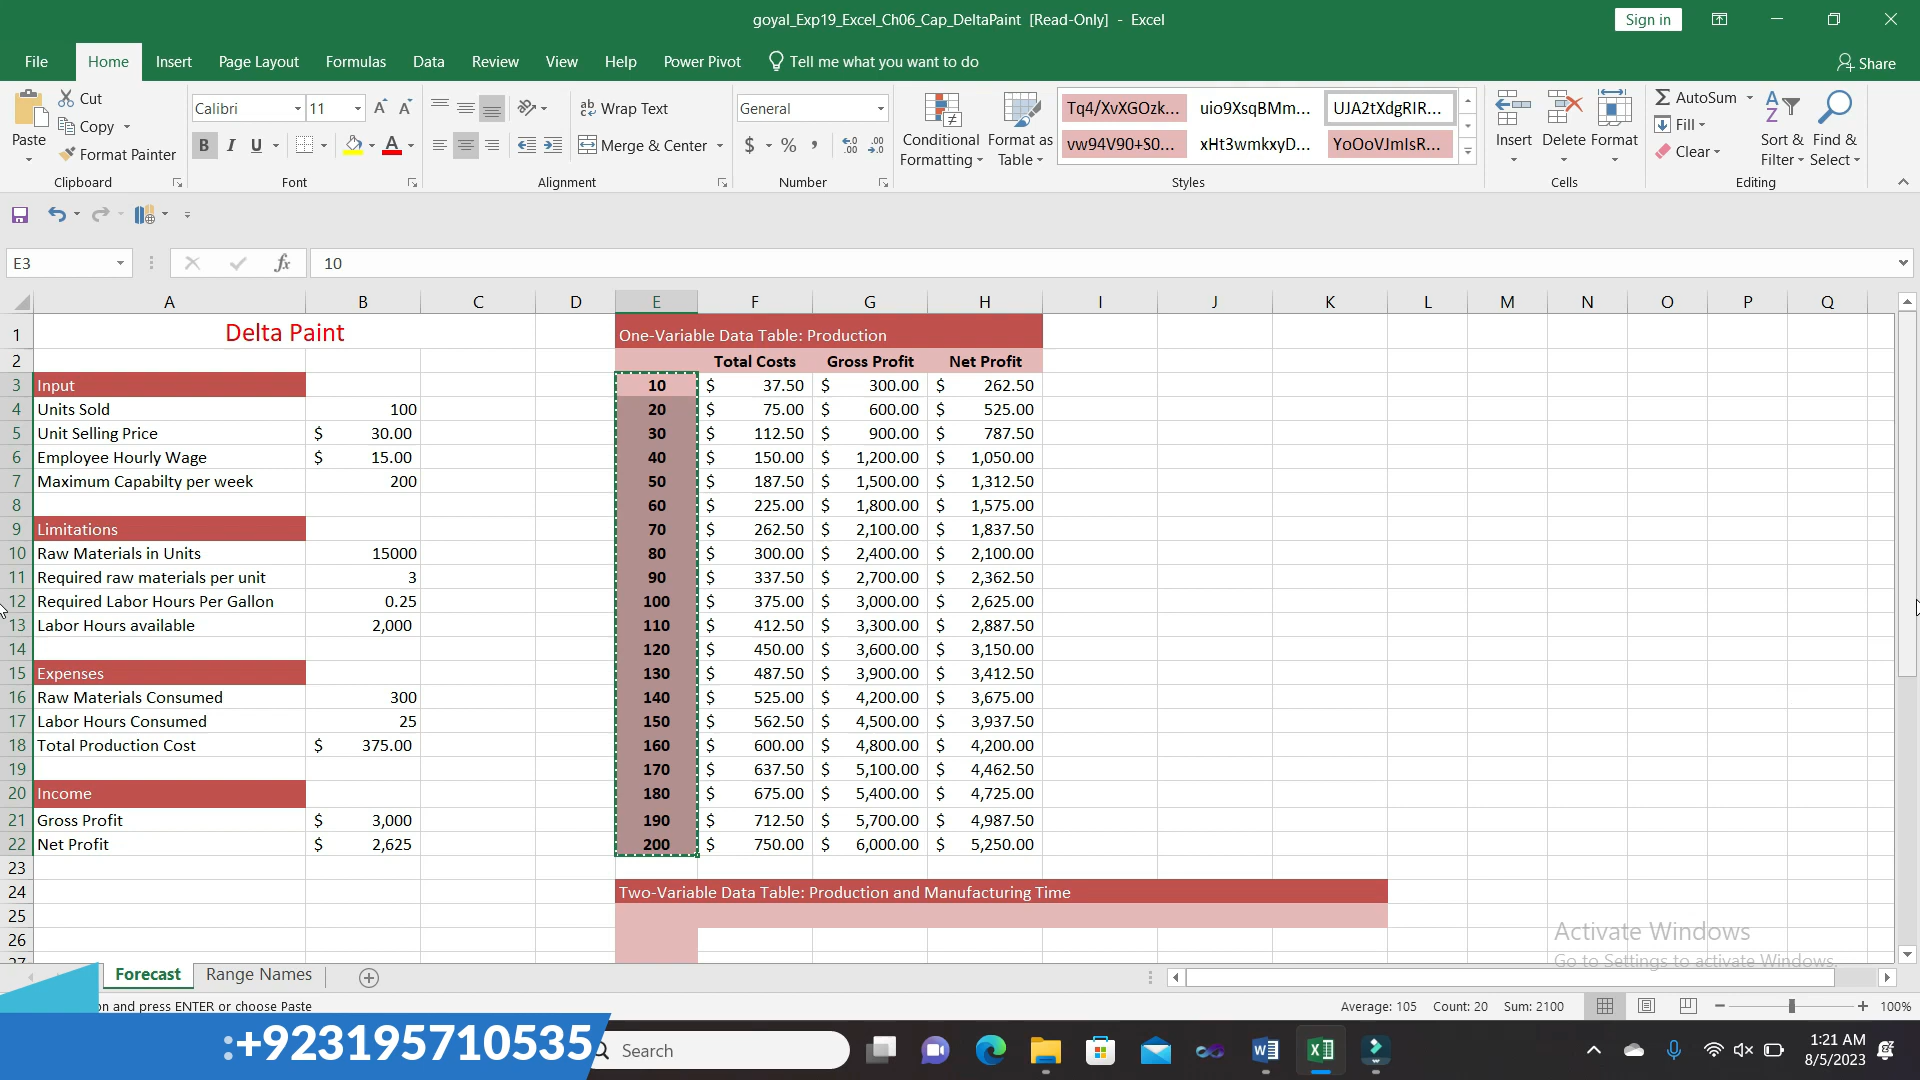 goyal_Exp19_Excel_Ch06_Cap_DeltaPaint [Read-Only] - Excel
Sign in
File Home Insert Page Layout Formulas Data Review View Help Power Pivot Tell me what you want to do Share
Paste Cut Copy Format Painter
Calibri 11
B I U
Wrap Text
Merge & Center
General
$ % ,
Conditional Formatting
Format as Table
Tq4/XvXGOzk... uio9XsqBMm... UJA2tXdgRIR...
vw94V90+S0... xHt3wmkxyD... YoOoVJmIsR...
Insert Delete Format
AutoSum
Fill
Clear
Sort & Filter
Find & Select
Clipboard Font Alignment Number Styles Cells Editing
E3 fx 10
A B C D E F G H I J K L M N O P Q
1 Delta Paint One-Variable Data Table: Production
2 Total Costs Gross Profit Net Profit
3 Input 10 $ 37.50 $ 300.00 $ 262.50
4 Units Sold 100 20 $ 75.00 $ 600.00 $ 525.00
5 Unit Selling Price $ 30.00 30 $ 112.50 $ 900.00 $ 787.50
6 Employee Hourly Wage $ 15.00 40 $ 150.00 $ 1,200.00 $ 1,050.00
7 Maximum Capabilty per week 200 50 $ 187.50 $ 1,500.00 $ 1,312.50
8 60 $ 225.00 $ 1,800.00 $ 1,575.00
9 Limitations 70 $ 262.50 $ 2,100.00 $ 1,837.50
10 Raw Materials in Units 15000 80 $ 300.00 $ 2,400.00 $ 2,100.00
11 Required raw materials per unit 3 90 $ 337.50 $ 2,700.00 $ 2,362.50
12 Required Labor Hours Per Gallon 0.25 100 $ 375.00 $ 3,000.00 $ 2,625.00
13 Labor Hours available 2,000 110 $ 412.50 $ 3,300.00 $ 2,887.50
14 120 $ 450.00 $ 3,600.00 $ 3,150.00
15 Expenses 130 $ 487.50 $ 3,900.00 $ 3,412.50
16 Raw Materials Consumed 300 140 $ 525.00 $ 4,200.00 $ 3,675.00
17 Labor Hours Consumed 25 150 $ 562.50 $ 4,500.00 $ 3,937.50
18 Total Production Cost $ 375.00 160 $ 600.00 $ 4,800.00 $ 4,200.00
19 170 $ 637.50 $ 5,100.00 $ 4,462.50
20 Income 180 $ 675.00 $ 5,400.00 $ 4,725.00
21 Gross Profit $ 3,000 190 $ 712.50 $ 5,700.00 $ 4,987.50
22 Net Profit $ 2,625 200 $ 750.00 $ 6,000.00 $ 5,250.00
23
24 Two-Variable Data Table: Production and Manufacturing Time
25
26
Activate Windows
Go to Settings to activate Windows.
Forecast Range Names
and press ENTER or choose Paste Average: 105 Count: 20 Sum: 2100 100%
:+923195710535
Search
1:21 AM
8/5/2023